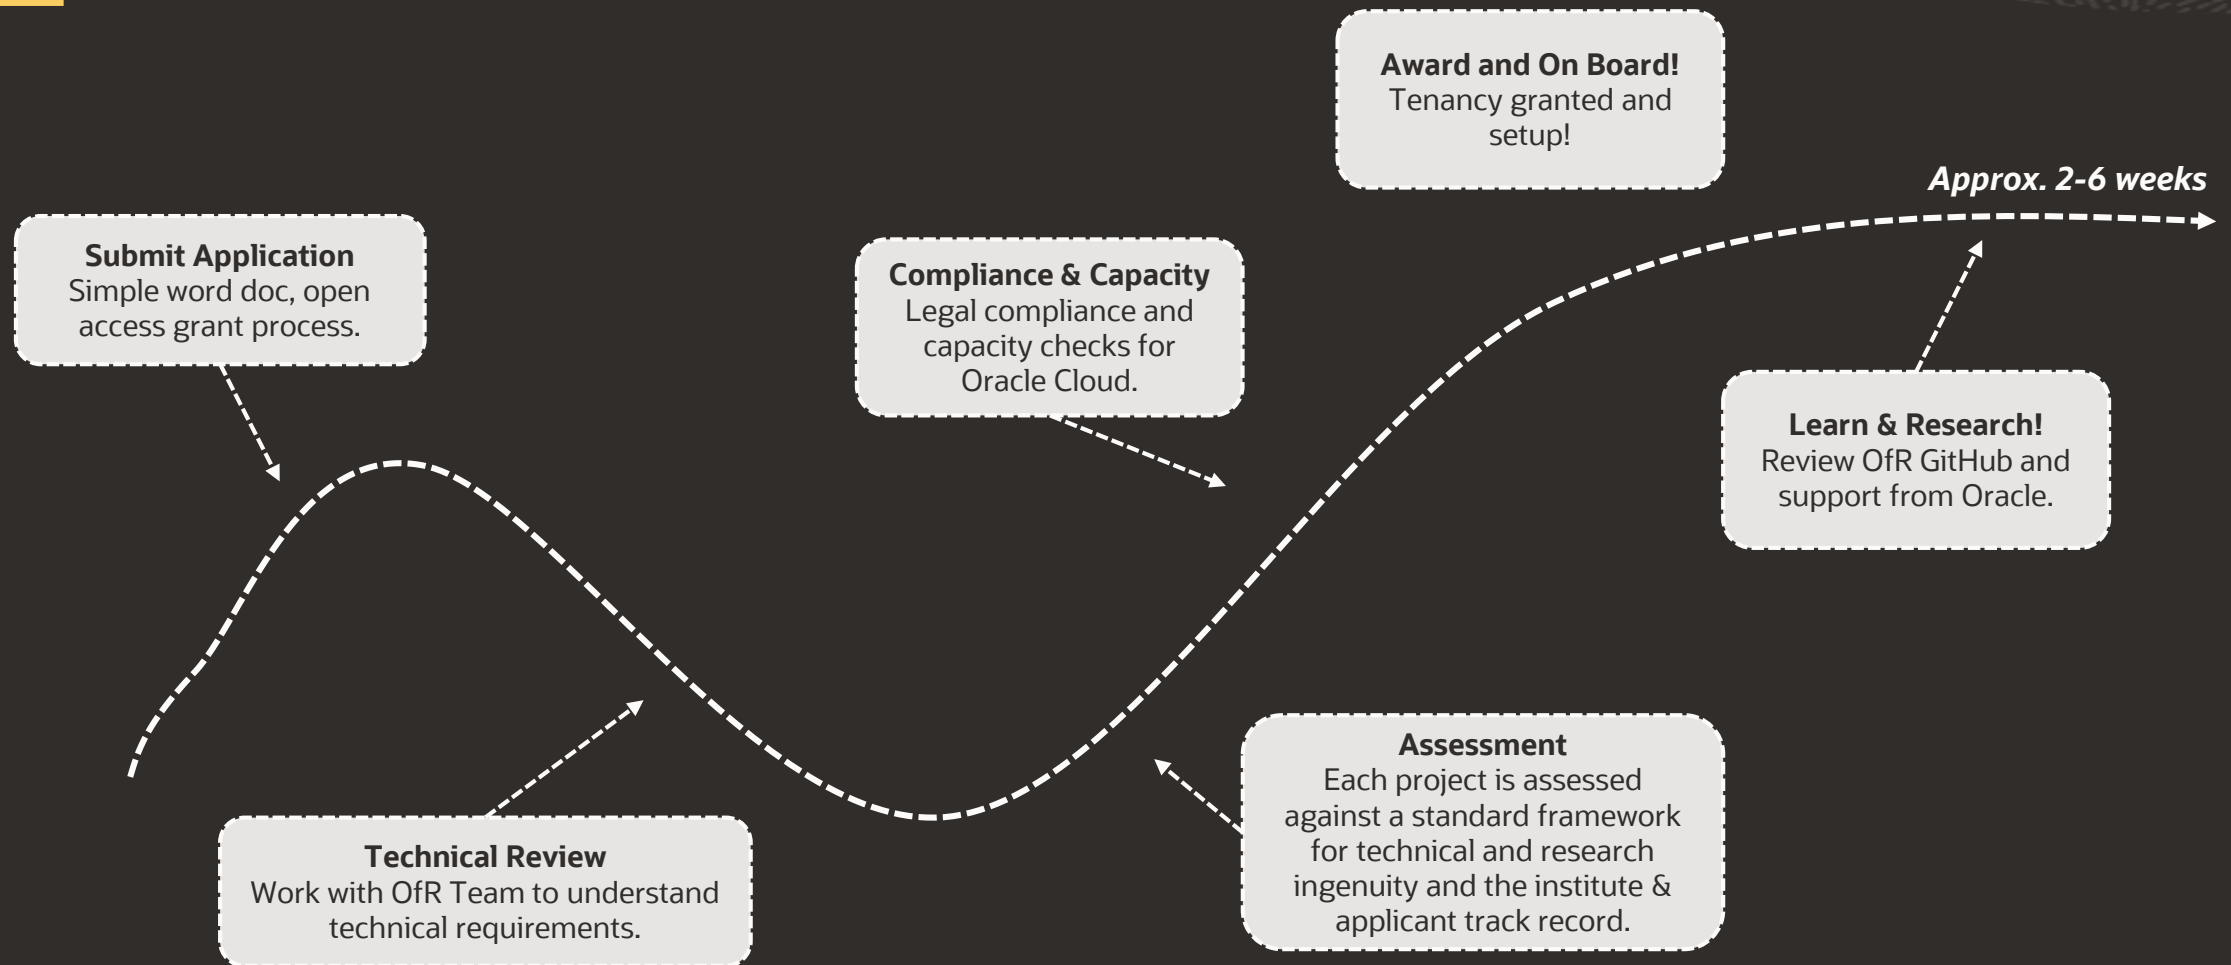 Award and On Board!
Tenancy granted and
setup!
Approx. 2-6 weeks
Submit Application
Simple word doc, open
access grant process.
Compliance & Capacity
Legal compliance and
capacity checks for
Oracle Cloud.
Learn & Research!
Review OfR GitHub and
support from Oracle.
Technical Review
Work with OfR Team to understand
technical requirements.
Assessment
Each project is assessed
against a standard framework
for technical and research
ingenuity and the institute &
applicant track record.